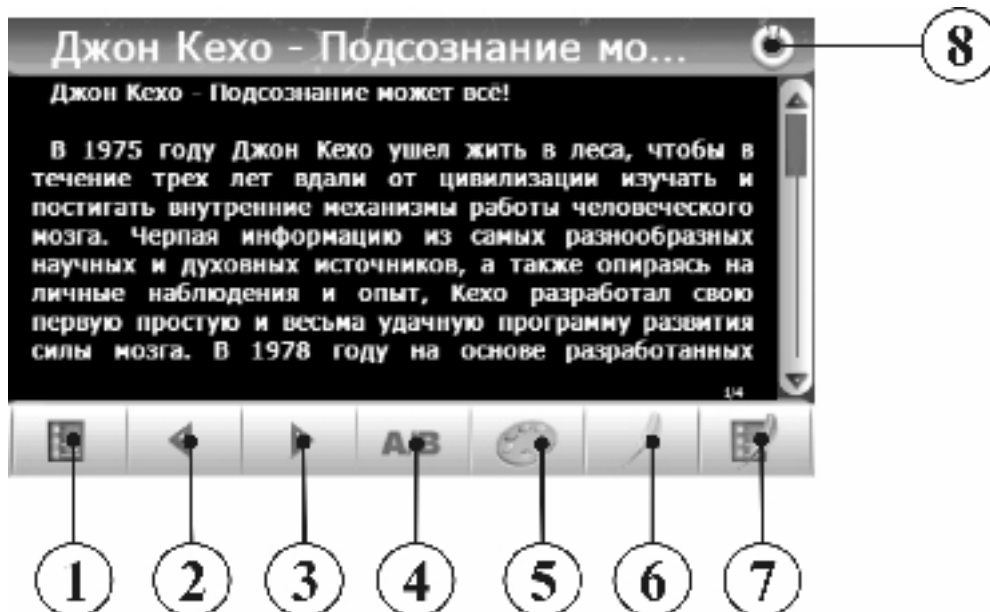 Джон Кехо - Подсознание мо...
8
Джон Кехо - Подсознание может всё!
В 1975 году Джон Кехо ушел жить в леса, чтобы в
течение трех лет вдали от цивилизации изучать и
постигать внутренние механизмы работы человеческого
мозга. Черпая информацию из самых разнообразных
научных и духовных источников, а также опираясь на
личные наблюдения и опыт, Кехо разработал свою
первую простую и весьма удачную программу развития
силы мозга. В 1978 году на основе разработанных
1/4
A/B
1 2 3 4 5 6 7